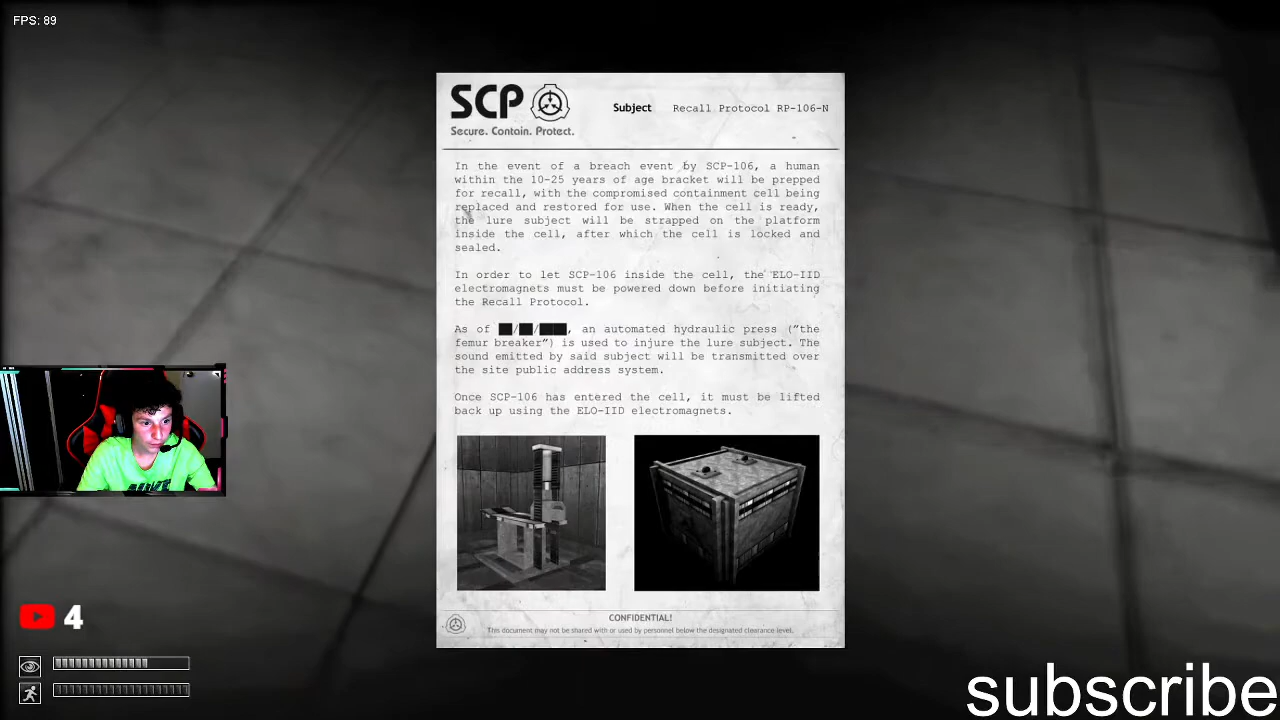 FPS: 89
SCP
Secure. Contain. Protect.
Subject Recall Protocol RP-106-N
In the event of a breach event by SCP-106, a human
within the 10-25 years of age bracket will be prepped
for recall, with the compromised containment cell being
replaced and restored for use. When the cell is ready,
the lure subject will be strapped on the platform
inside the cell, after which the cell is locked and
sealed.
In order to let SCP-106 inside the cell, the ELO-IID
electromagnets must be powered down before initiating
the Recall Protocol.
As of ██/██/████, an automated hydraulic press ("the
femur breaker") is used to injure the lure subject. The
sound emitted by said subject will be transmitted over
the site public address system.
Once SCP-106 has entered the cell, it must be lifted
back up using the ELO-IID electromagnets.
CONFIDENTIAL!
This document may not be shared with or used by personnel below the designated clearance level.
4
subscribe